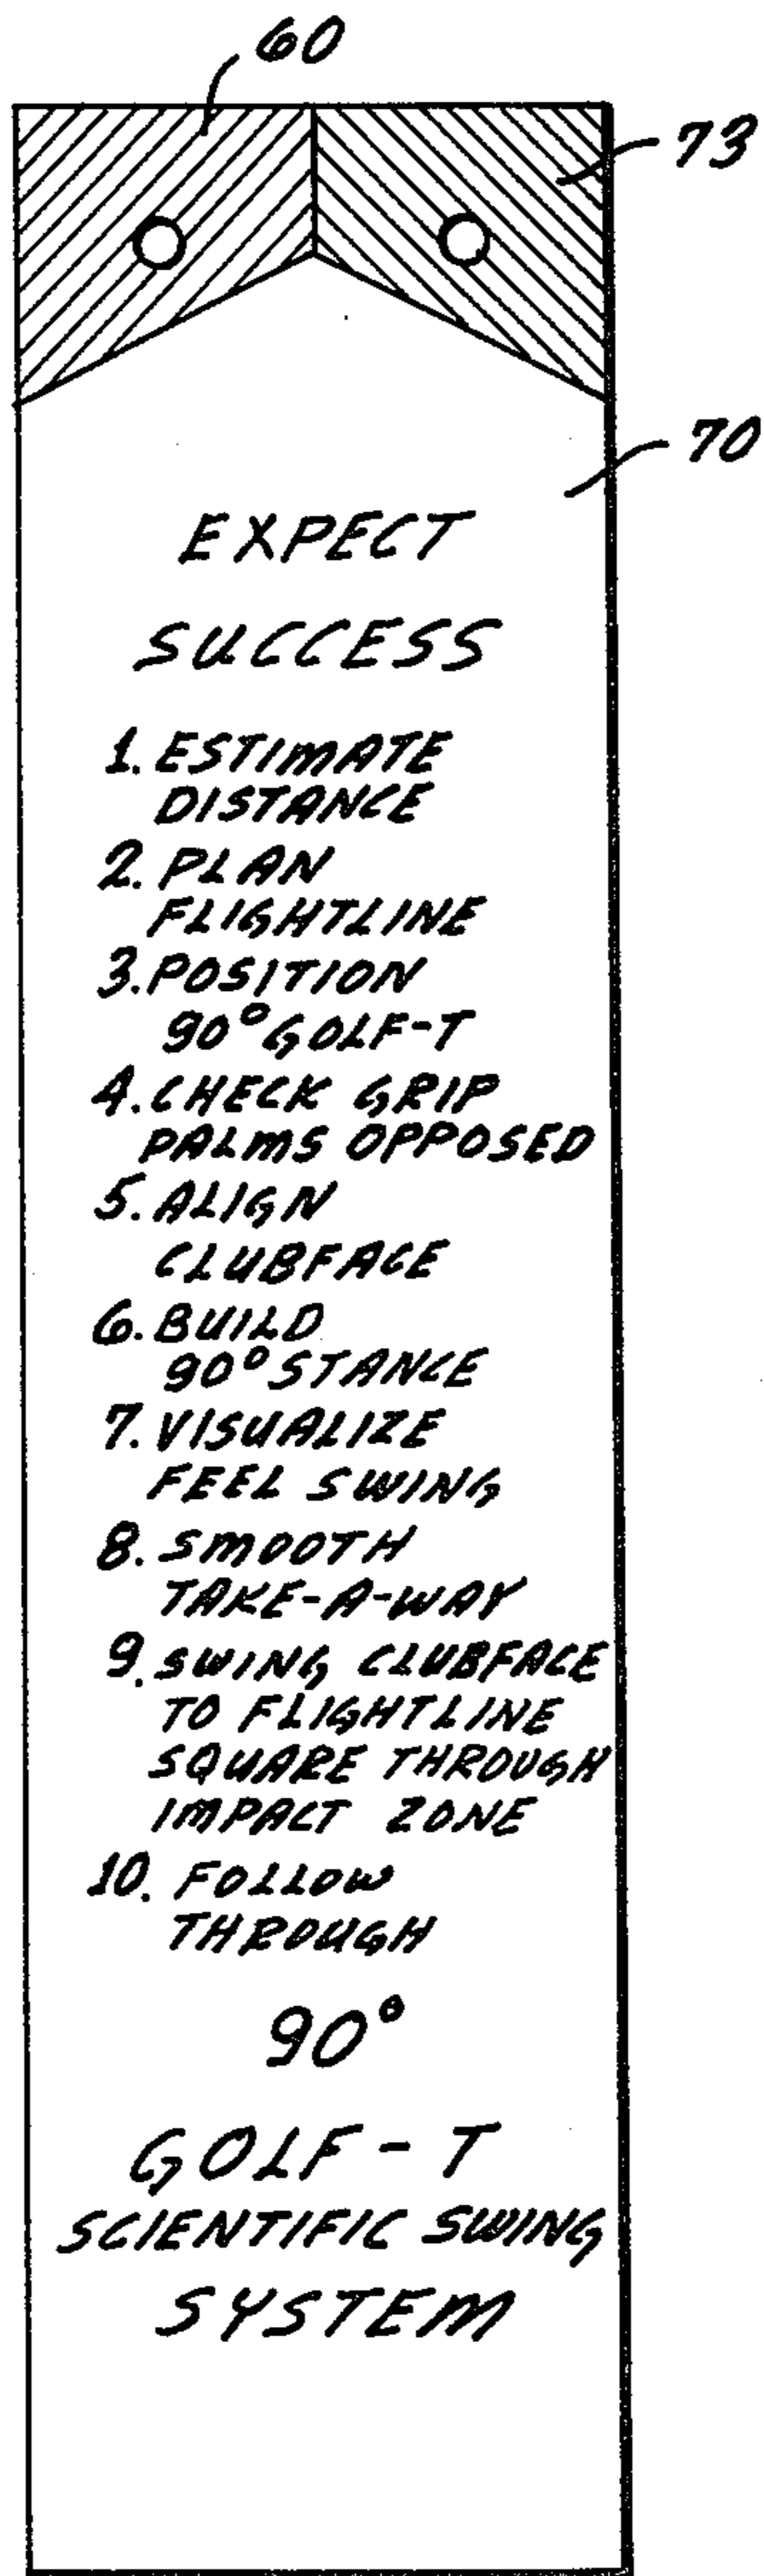 60
73
70
EXPECT
SUCCESS
1. ESTIMATE
DISTANCE
2. PLAN
FLIGHTLINE
3. POSITION
90° GOLF-T
4. CHECK GRIP
PALMS OPPOSED
5. ALIGN
CLUBFACE
6. BUILD
90° STANCE
7. VISUALIZE
FEEL SWING
8. SMOOTH
TAKE-A-WAY
9. SWING CLUBFACE
TO FLIGHTLINE
SQUARE THROUGH
IMPACT ZONE
10. FOLLOW
THROUGH
90°
GOLF-T
SCIENTIFIC SWING
SYSTEM